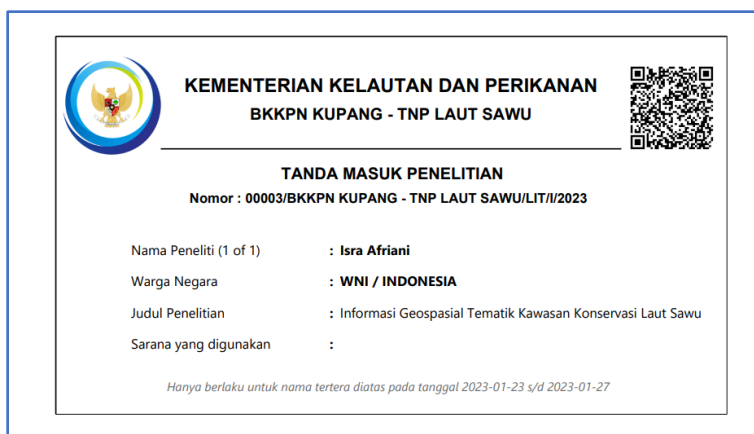 KEMENTERIAN KELAUTAN DAN PERIKANAN
BKKPN KUPANG - TNP LAUT SAWU
TANDA MASUK PENELITIAN
Nomor : 00003/BKKPN KUPANG - TNP LAUT SAWU/LIT/I/2023
Nama Peneliti (1 of 1) : Isra Afriani
Warga Negara : WNI / INDONESIA
Judul Penelitian : Informasi Geospasial Tematik Kawasan Konservasi Laut Sawu
Sarana yang digunakan :
Hanya berlaku untuk nama tertera diatas pada tanggal 2023-01-23 s/d 2023-01-27